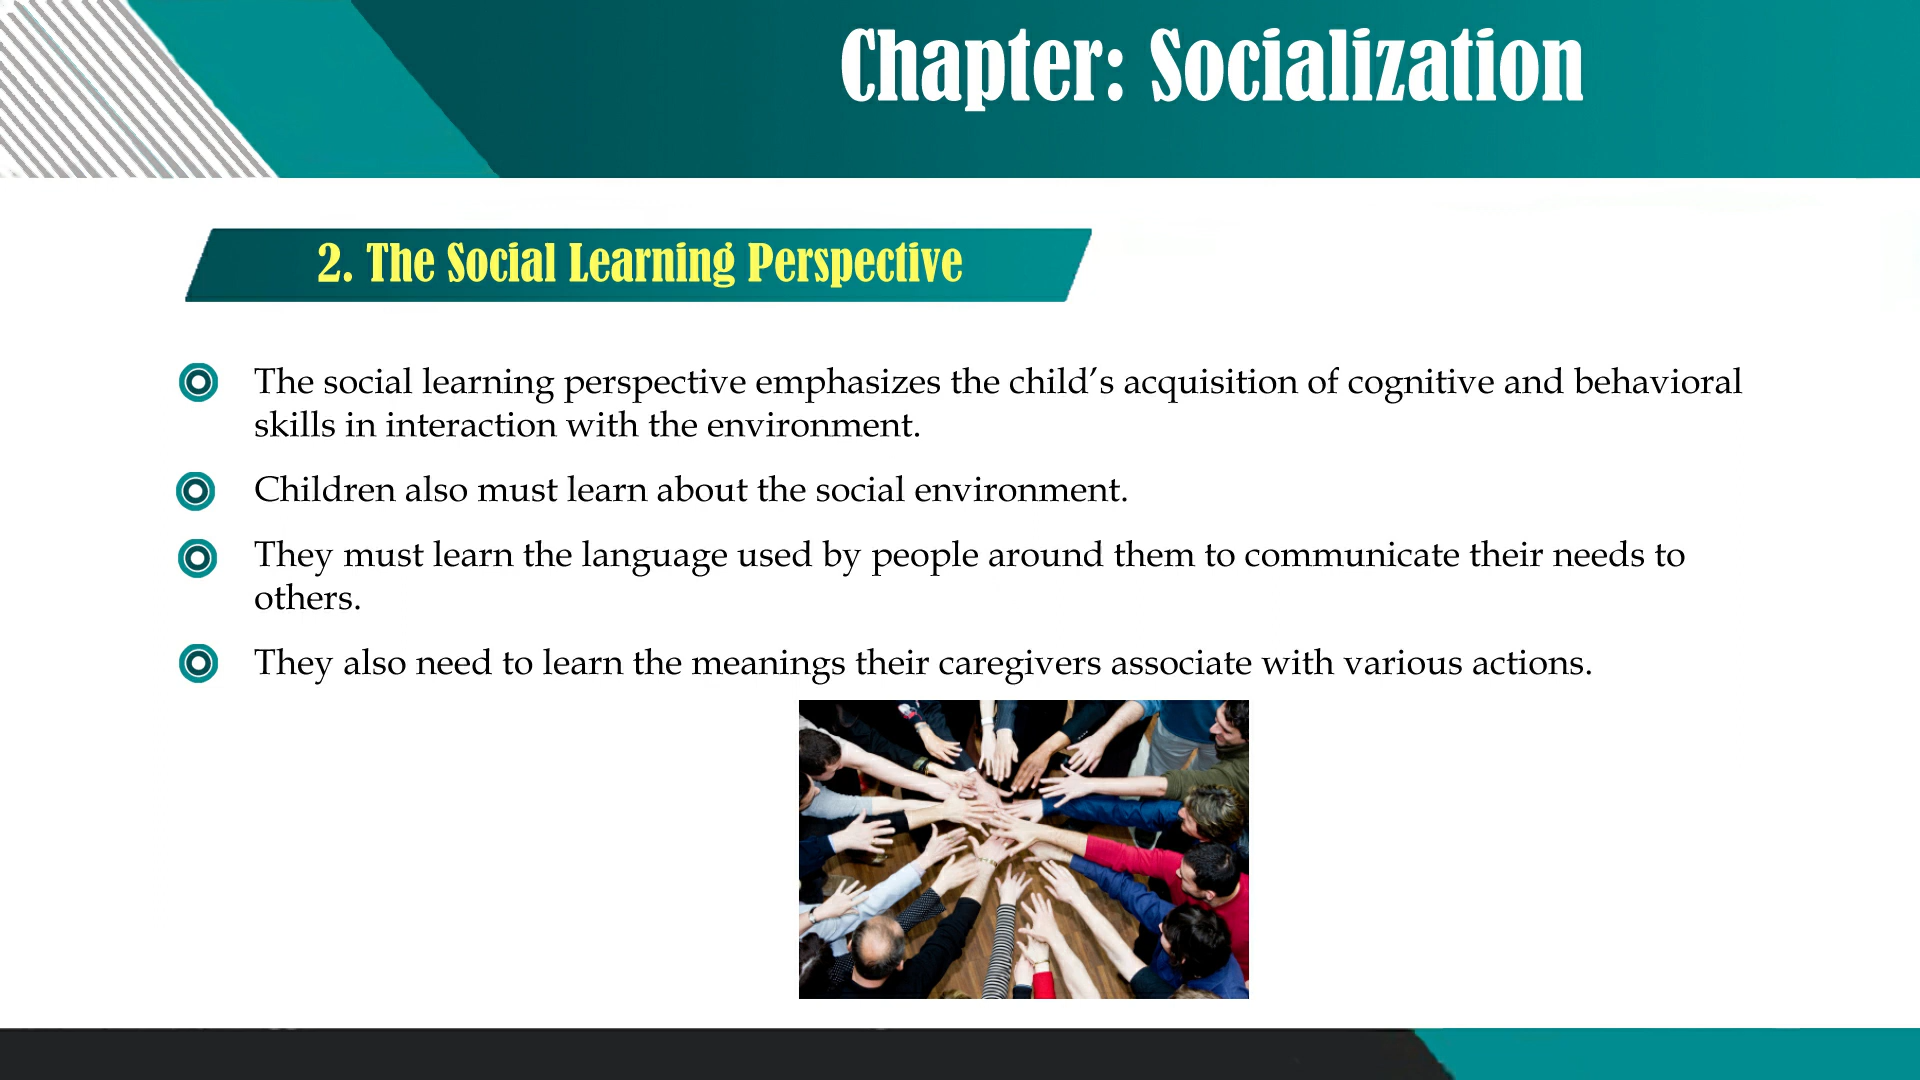 Chapter: Socialization
2. The Social Learning Perspective
The social learning perspective emphasizes the child’s acquisition of cognitive and behavioral
skills in interaction with the environment.
Children also must learn about the social environment.
They must learn the language used by people around them to communicate their needs to
others.
They also need to learn the meanings their caregivers associate with various actions.